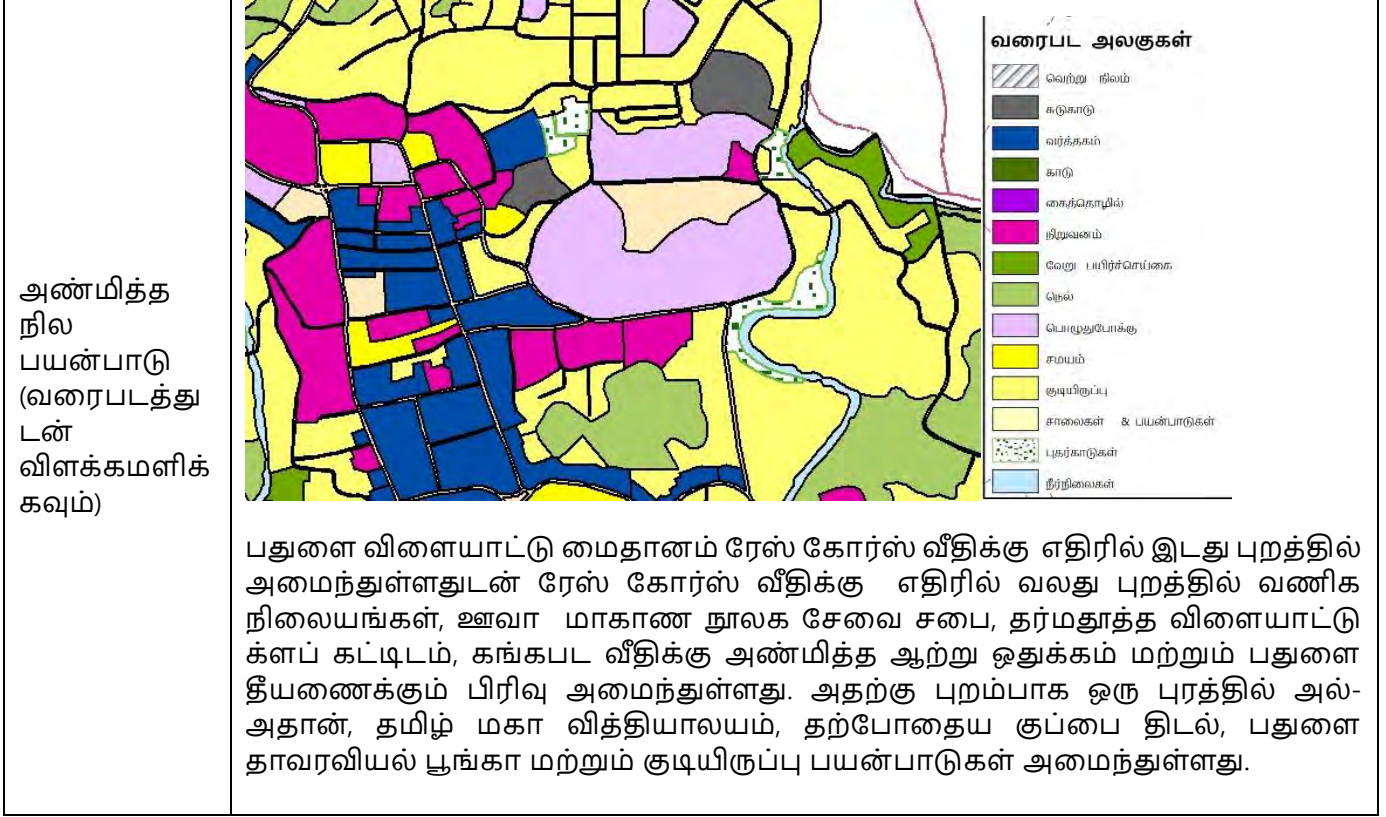 அண்மித்த
நில
பயன்பாடு
(வரைபடத்து
டன்
விளக்கமளிக்
கவும்)
வரைபட அலகுகள்
வெற்று நிலம்
சுடுகாடு
வர்த்தகம்
காடு
கைத்தொழில்
நிறுவனம்
வேறு பயிர்ச்செய்கை
நெல்
பொழுதுபோக்கு
சமயம்
குடியிருப்பு
சாலைகள் & பயன்பாடுகள்
புதர்காடுகள்
நீர்நிலைகள்
பதுளை விளையாட்டு மைதானம் ரேஸ் கோர்ஸ் வீதிக்கு எதிரில் இடது புறத்தில்
அமைந்துள்ளதுடன் ரேஸ் கோர்ஸ் வீதிக்கு எதிரில் வலது புறத்தில் வணிக
நிலையங்கள், ஊவா மாகாண நூலக சேவை சபை, தர்மதூத்த விளையாட்டு
க்ளப் கட்டிடம், கங்கபட வீதிக்கு அண்மித்த ஆற்று ஒதுக்கம் மற்றும் பதுளை
தீயணைக்கும் பிரிவு அமைந்துள்ளது. அதற்கு புறம்பாக ஒரு புரத்தில் அல்-
அதான், தமிழ் மகா வித்தியாலயம், தற்போதைய குப்பை திடல், பதுளை
தாவரவியல் பூங்கா மற்றும் குடியிருப்பு பயன்பாடுகள் அமைந்துள்ளது.